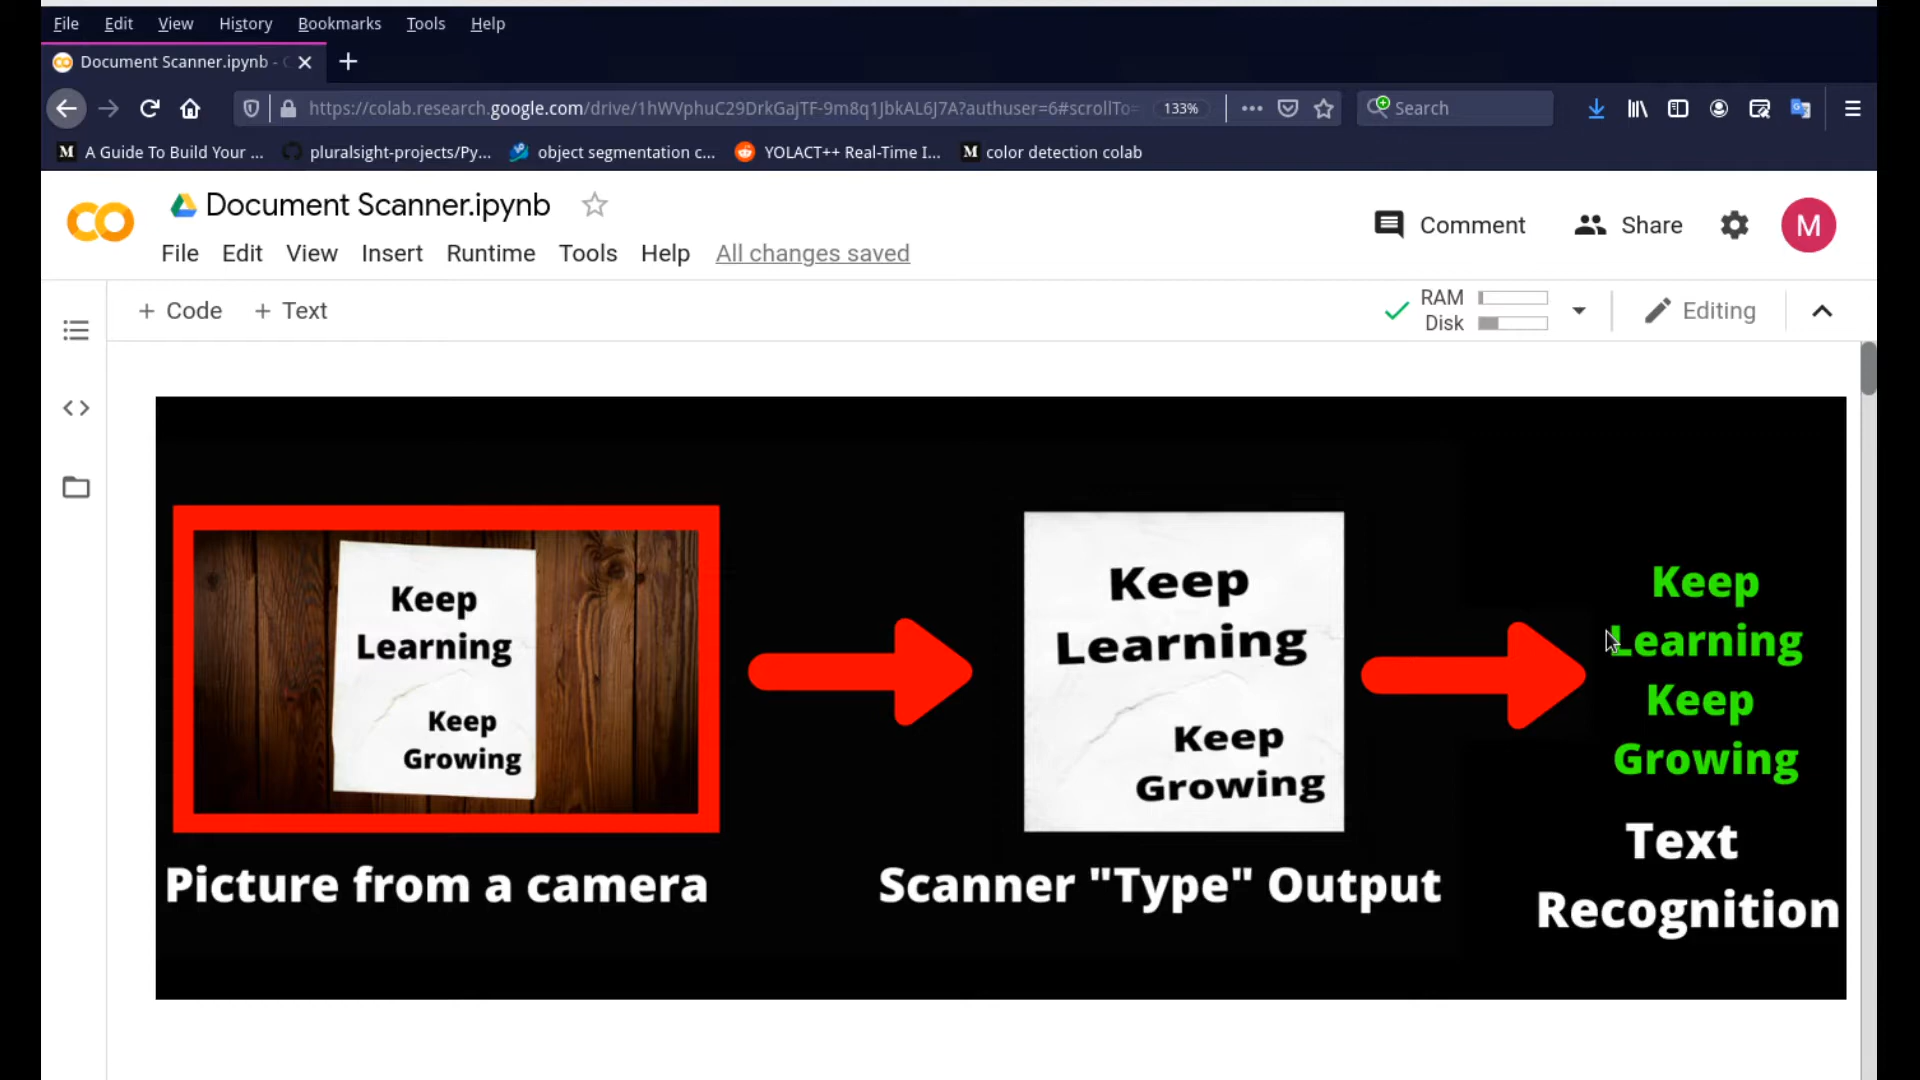 File Edit View History Bookmarks Tools Help
Document Scanner.ipynb - C
https://colab.research.google.com/drive/1hWVphuC29DrkGajTF-9m8q1JbkAL6J7A?authuser=6#scrollTo= 133% Search
M A Guide To Build Your ... pluralsight-projects/Py... object segmentation c... YOLACT++ Real-Time I... M color detection colab
Document Scanner.ipynb
Comment Share M
File Edit View Insert Runtime Tools Help All changes saved
+ Code + Text
RAM
Disk
Editing
Keep
Learning
Keep
Growing
Picture from a camera
Keep
Learning
Keep
Growing
Scanner "Type" Output
Keep
Learning
Keep
Growing
Text
Recognition